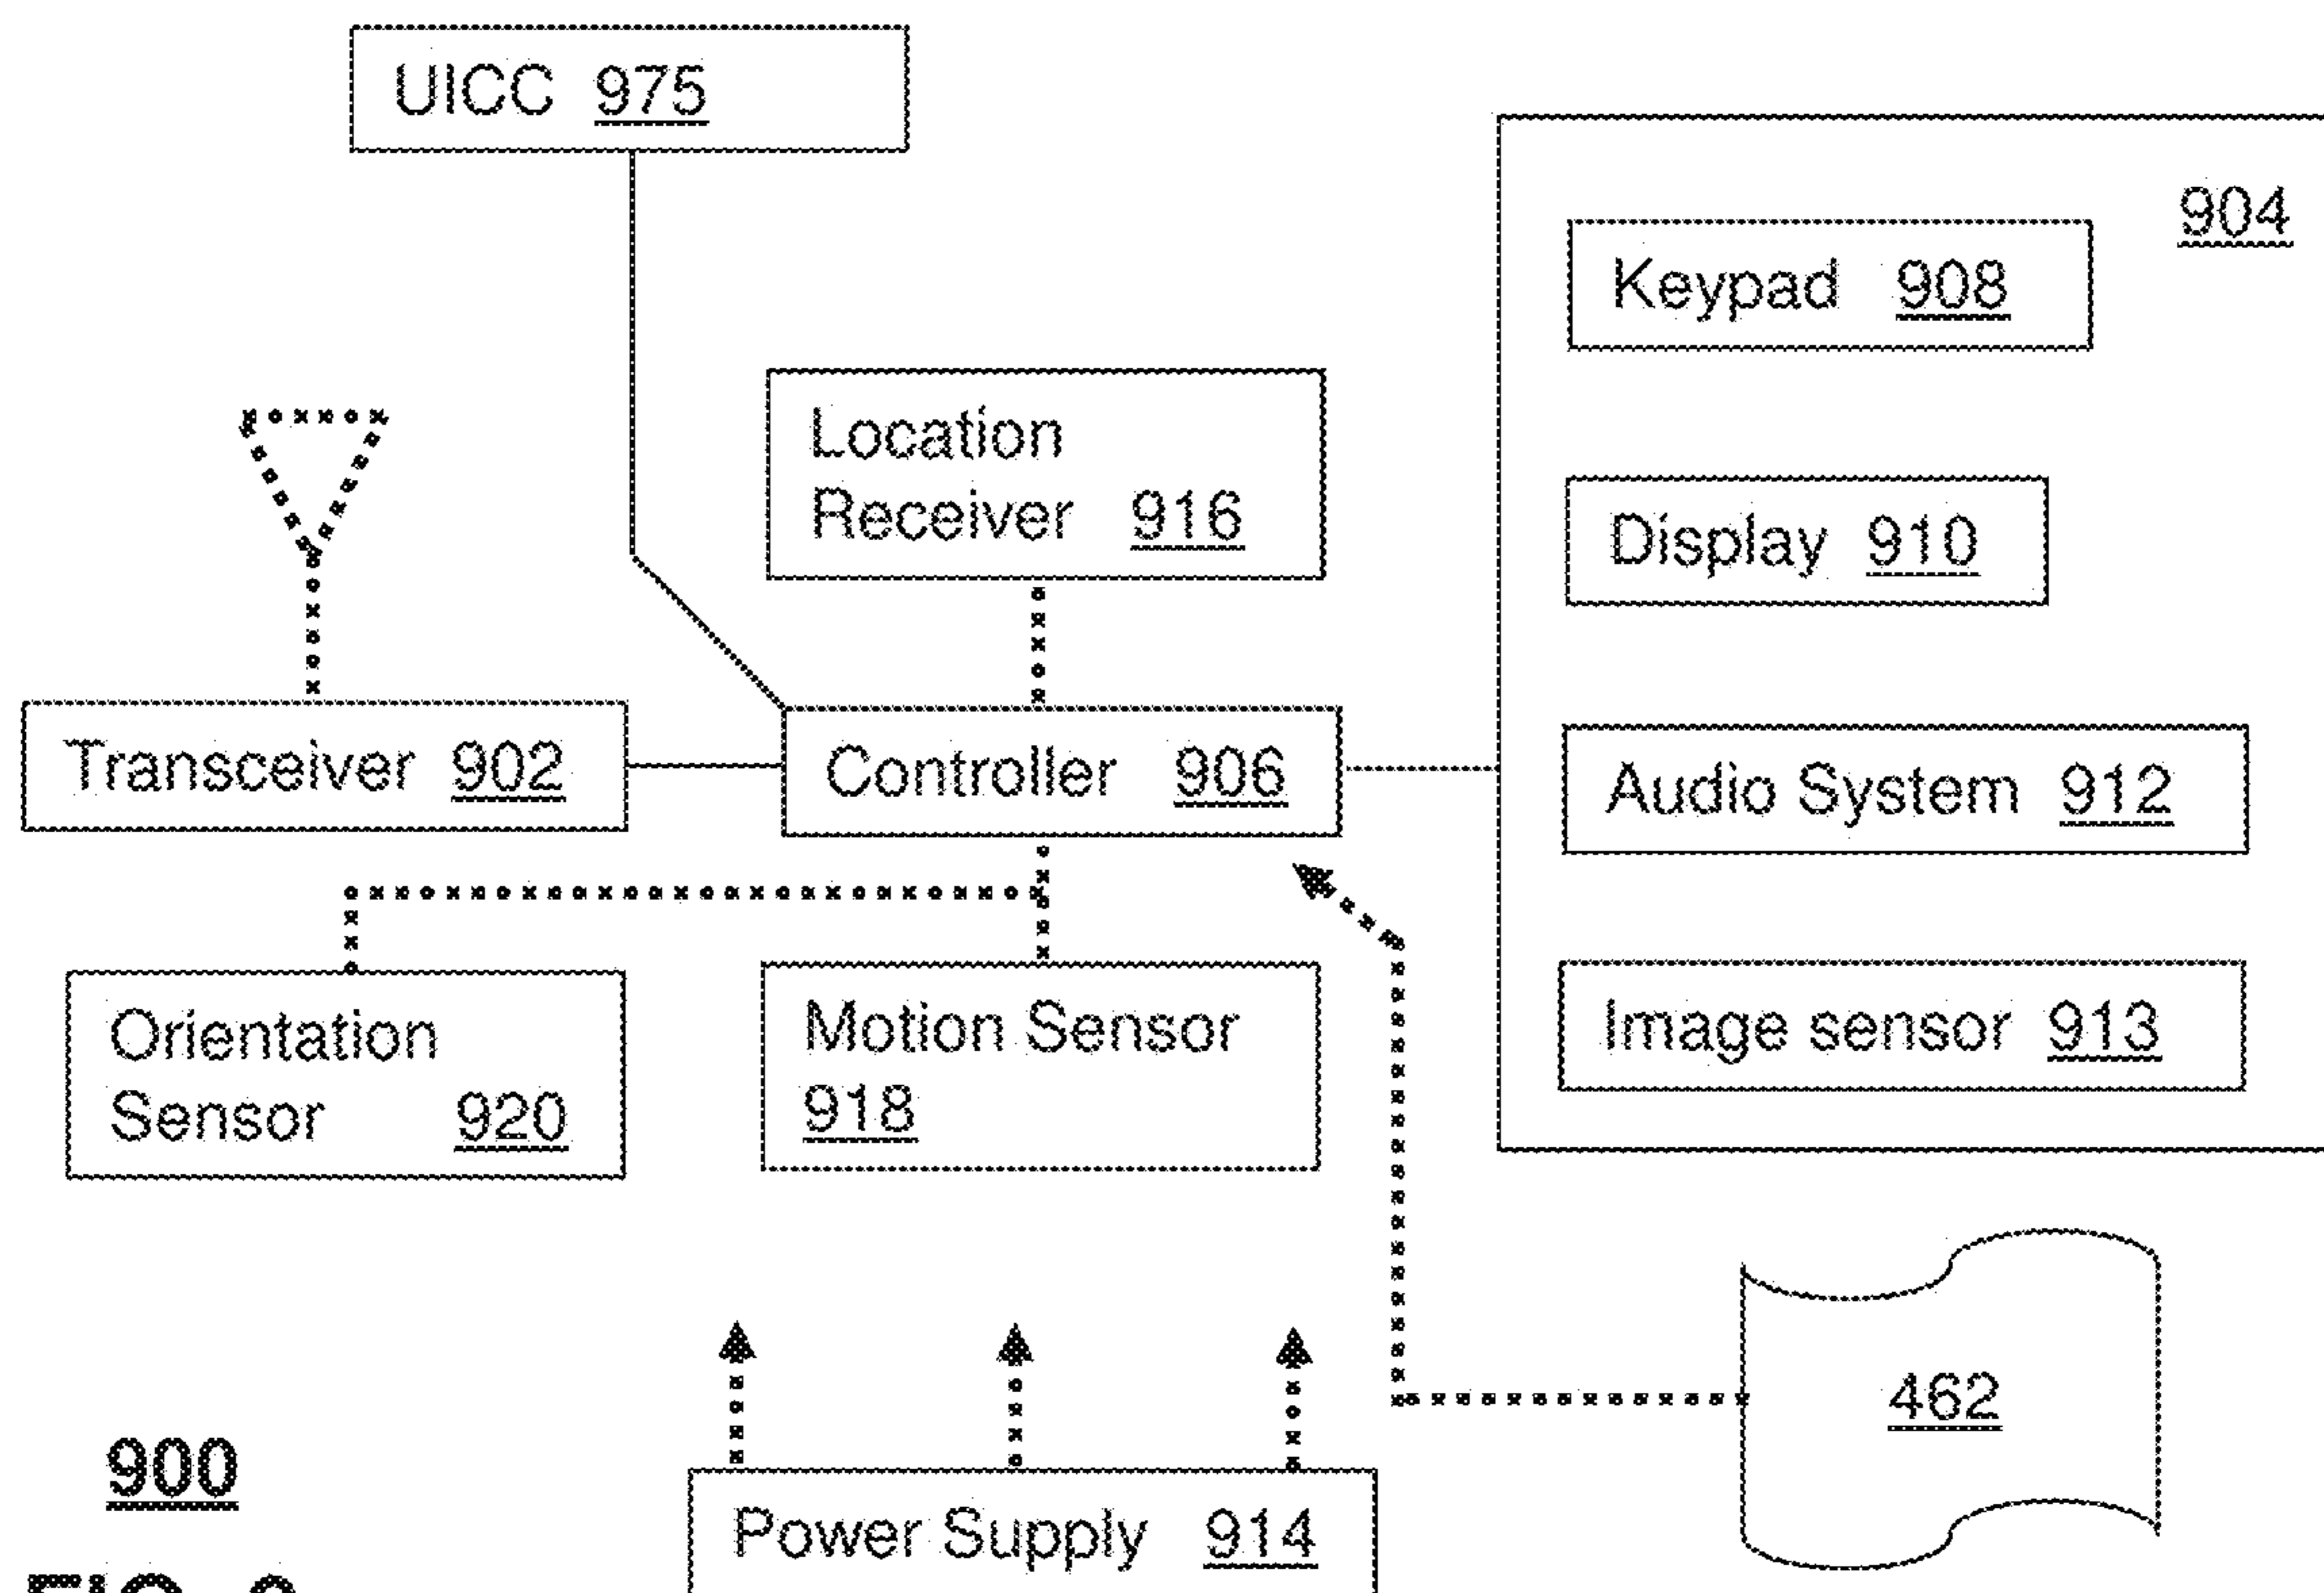 UICC 975
904
Keypad 908
Location
Receiver 916
Display 910
Transceiver 902
Controller 906
Audio System 912
Orientation
Sensor 920
Motion Sensor
918
Image sensor 913
462
900
Power Supply 914